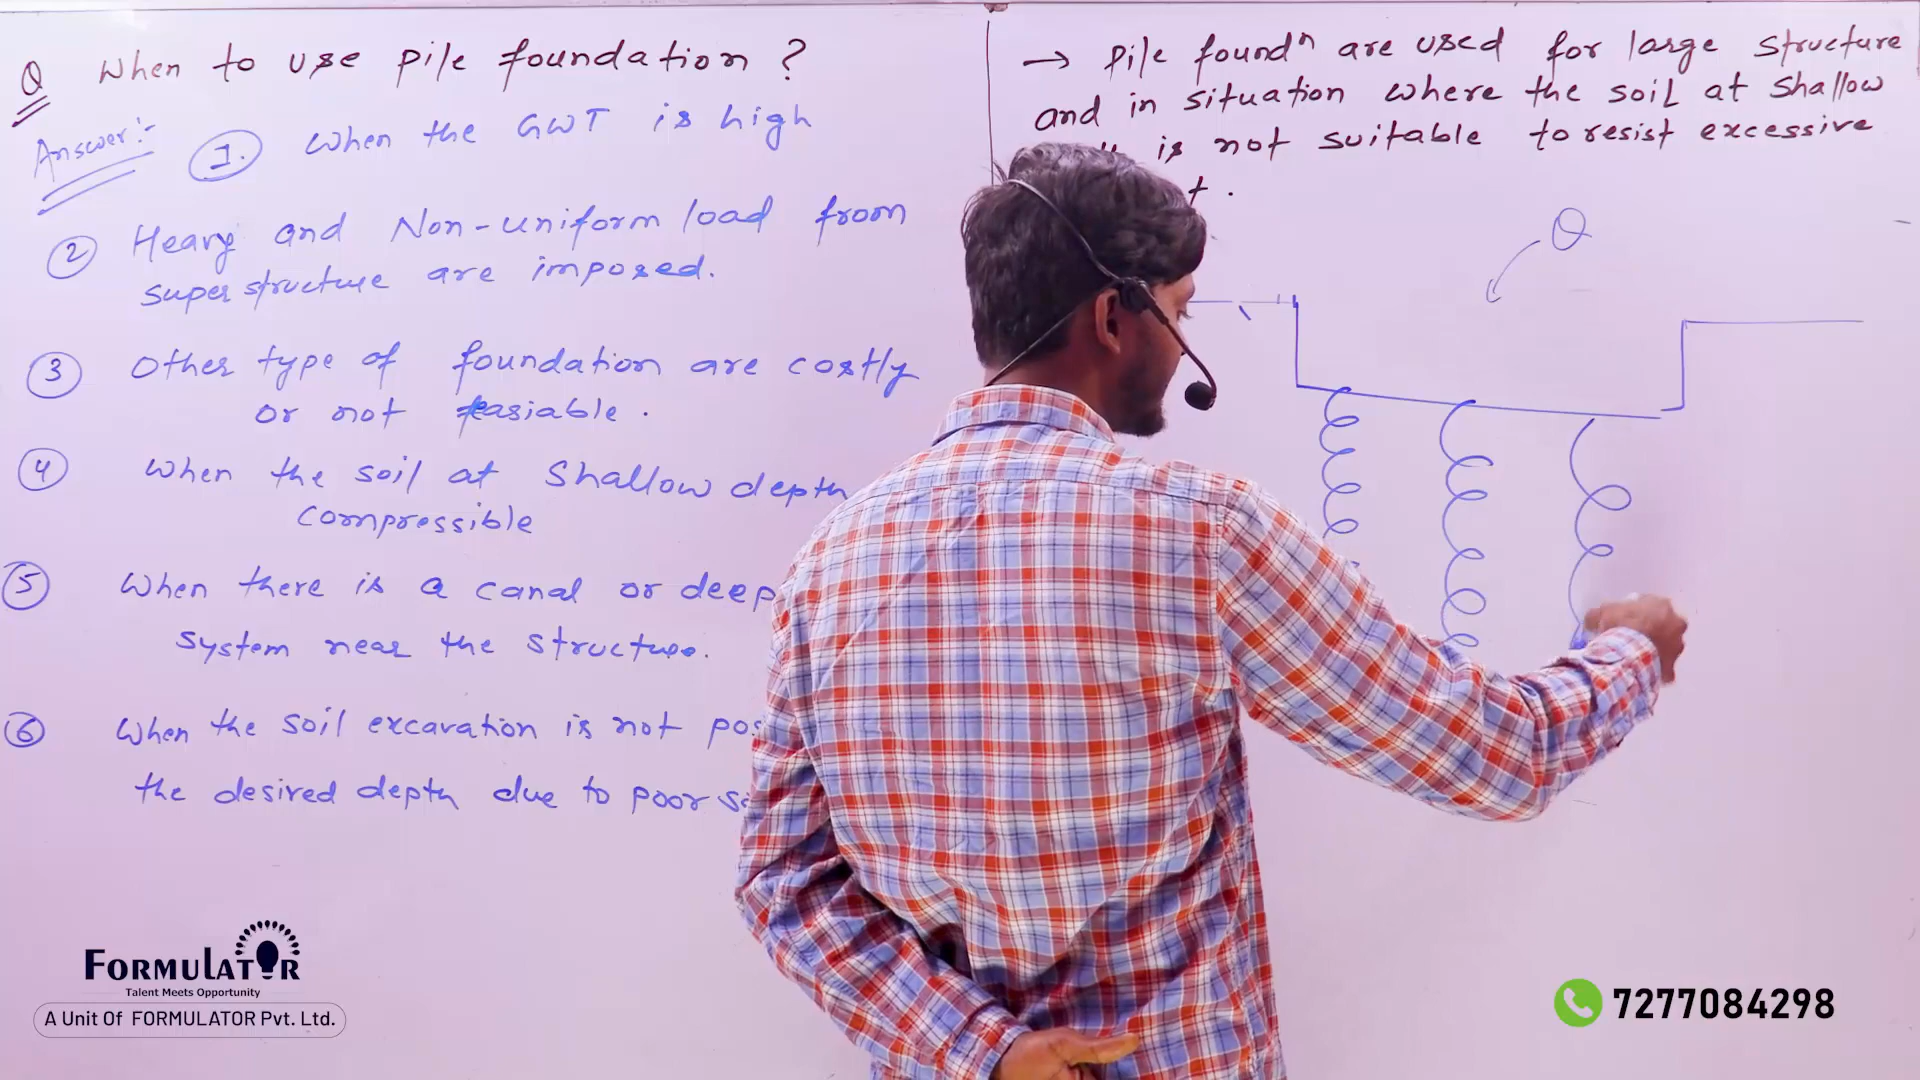 Q When to use pile foundation ?
Answer:-
1. When the GWT is high
2 Heavy and Non-uniform load from
superstructure are imposed.
3 Other type of foundation are costly
or not feasiable.
4 When the soil at shallow depth
compressible
5 When there is a canal or deep
system near the structure.
6 When the soil excavation is not
the desired depth due to poor
→ Pile foundⁿ are used for large structure
and in situation where the soil at shallow
is not suitable to resist excessive
Q
FORMULATOR
Talent Meets Opportunity
A Unit Of FORMULATOR Pvt. Ltd.
7277084298